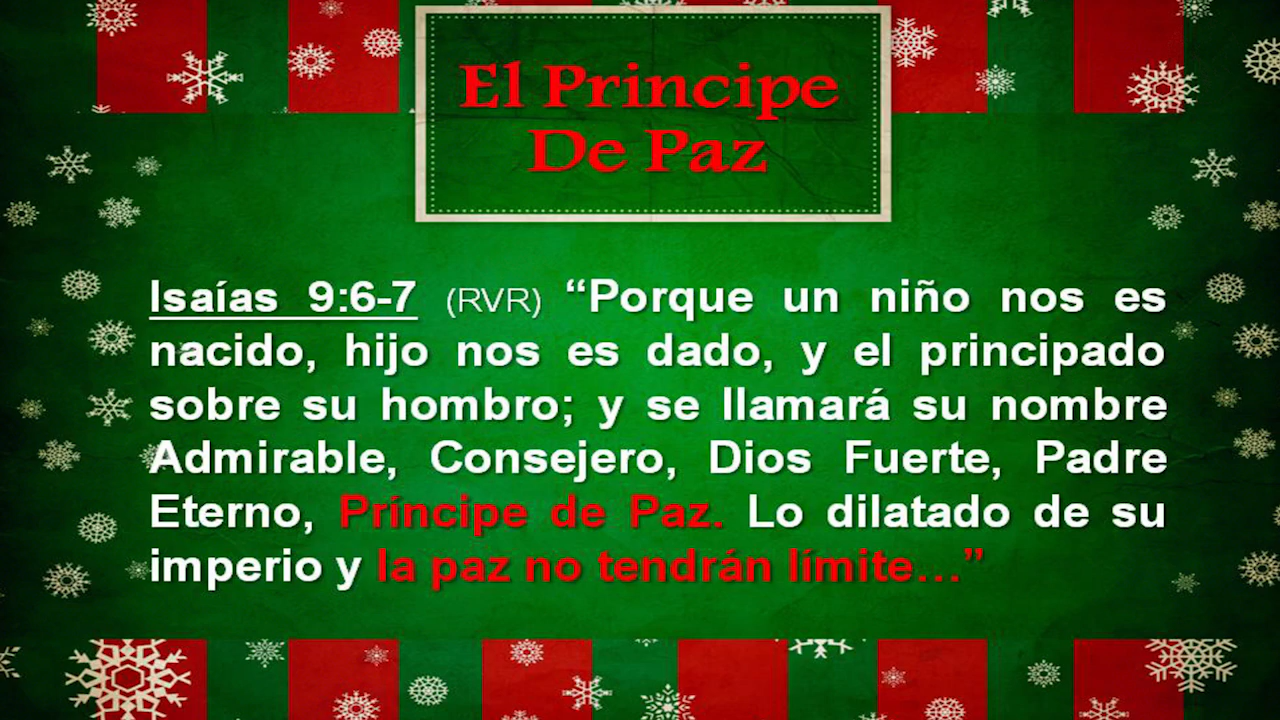 El Principe
De Paz
Isaías 9:6-7 (RVR) “Porque un niño nos es
nacido, hijo nos es dado, y el principado
sobre su hombro; y se llamará su nombre
Admirable, Consejero, Dios Fuerte, Padre
Eterno, Príncipe de Paz. Lo dilatado de su
imperio y la paz no tendrán límite…”